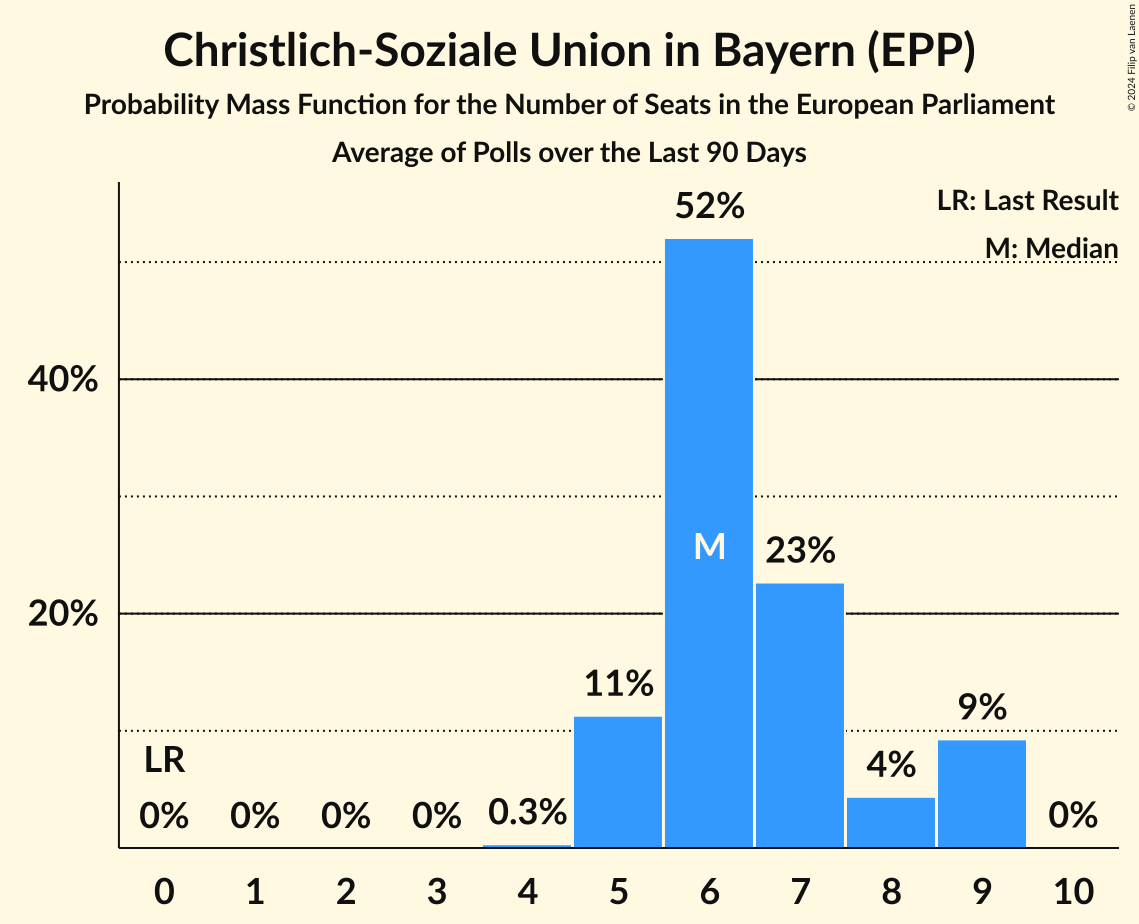 Christlich-Soziale Union in Bayern (EPP)
Probability Mass Function for the Number of Seats in the European Parliament
Average of Polls over the Last 90 Days
© 2024 Filip van Laenen
LR: Last Result
M: Median
52%
40%
M
23%
20%
11%
9%
LR
4%
0% 0% 0% 0% 0.3% 0%
0 1 2 3 4 5 6 7 8 9 10